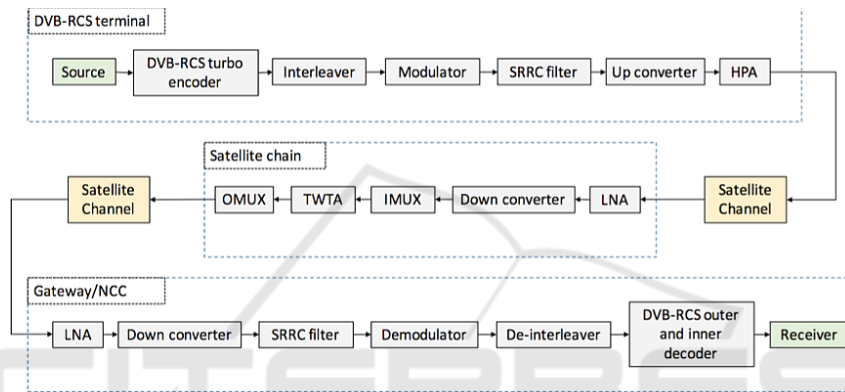 DVB-RCS terminal
Source
DVB-RCS turbo
encoder
Interleaver
Modulator
SRRC filter
Up converter
HPA
Satellite chain
Satellite
Channel
OMUX
TWTA
IMUX
Down converter
LNA
Satellite
Channel
Gateway/NCC
LNA
Down converter
SRRC filter
Demodulator
De-interleaver
DVB-RCS outer
and inner
decoder
Receiver